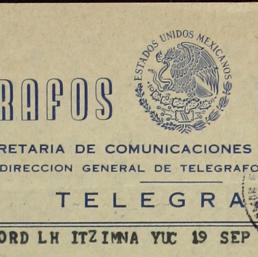 ESTADOS UNIDOS MEXICANOS
RAFOS
RETARIA DE COMUNICACIONES
DIRECCION GENERAL DE TELEGRAFO
TELEGRA
ORD LH ITZIMNA YUC 19 SEP